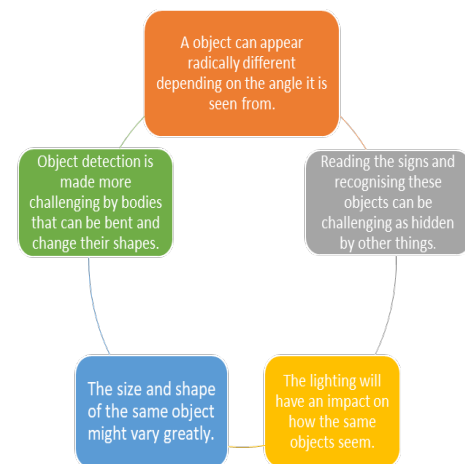 A object can appear
radically different
depending on the angle it is
seen from.
Reading the signs and
recognising these
objects can be
challenging as hidden
by other things.
The lighting will
have an impact on
how the same
objects seem.
The size and shape
of the same object
might vary greatly.
Object detection is
made more
challenging by bodies
that can be bent and
change their shapes.